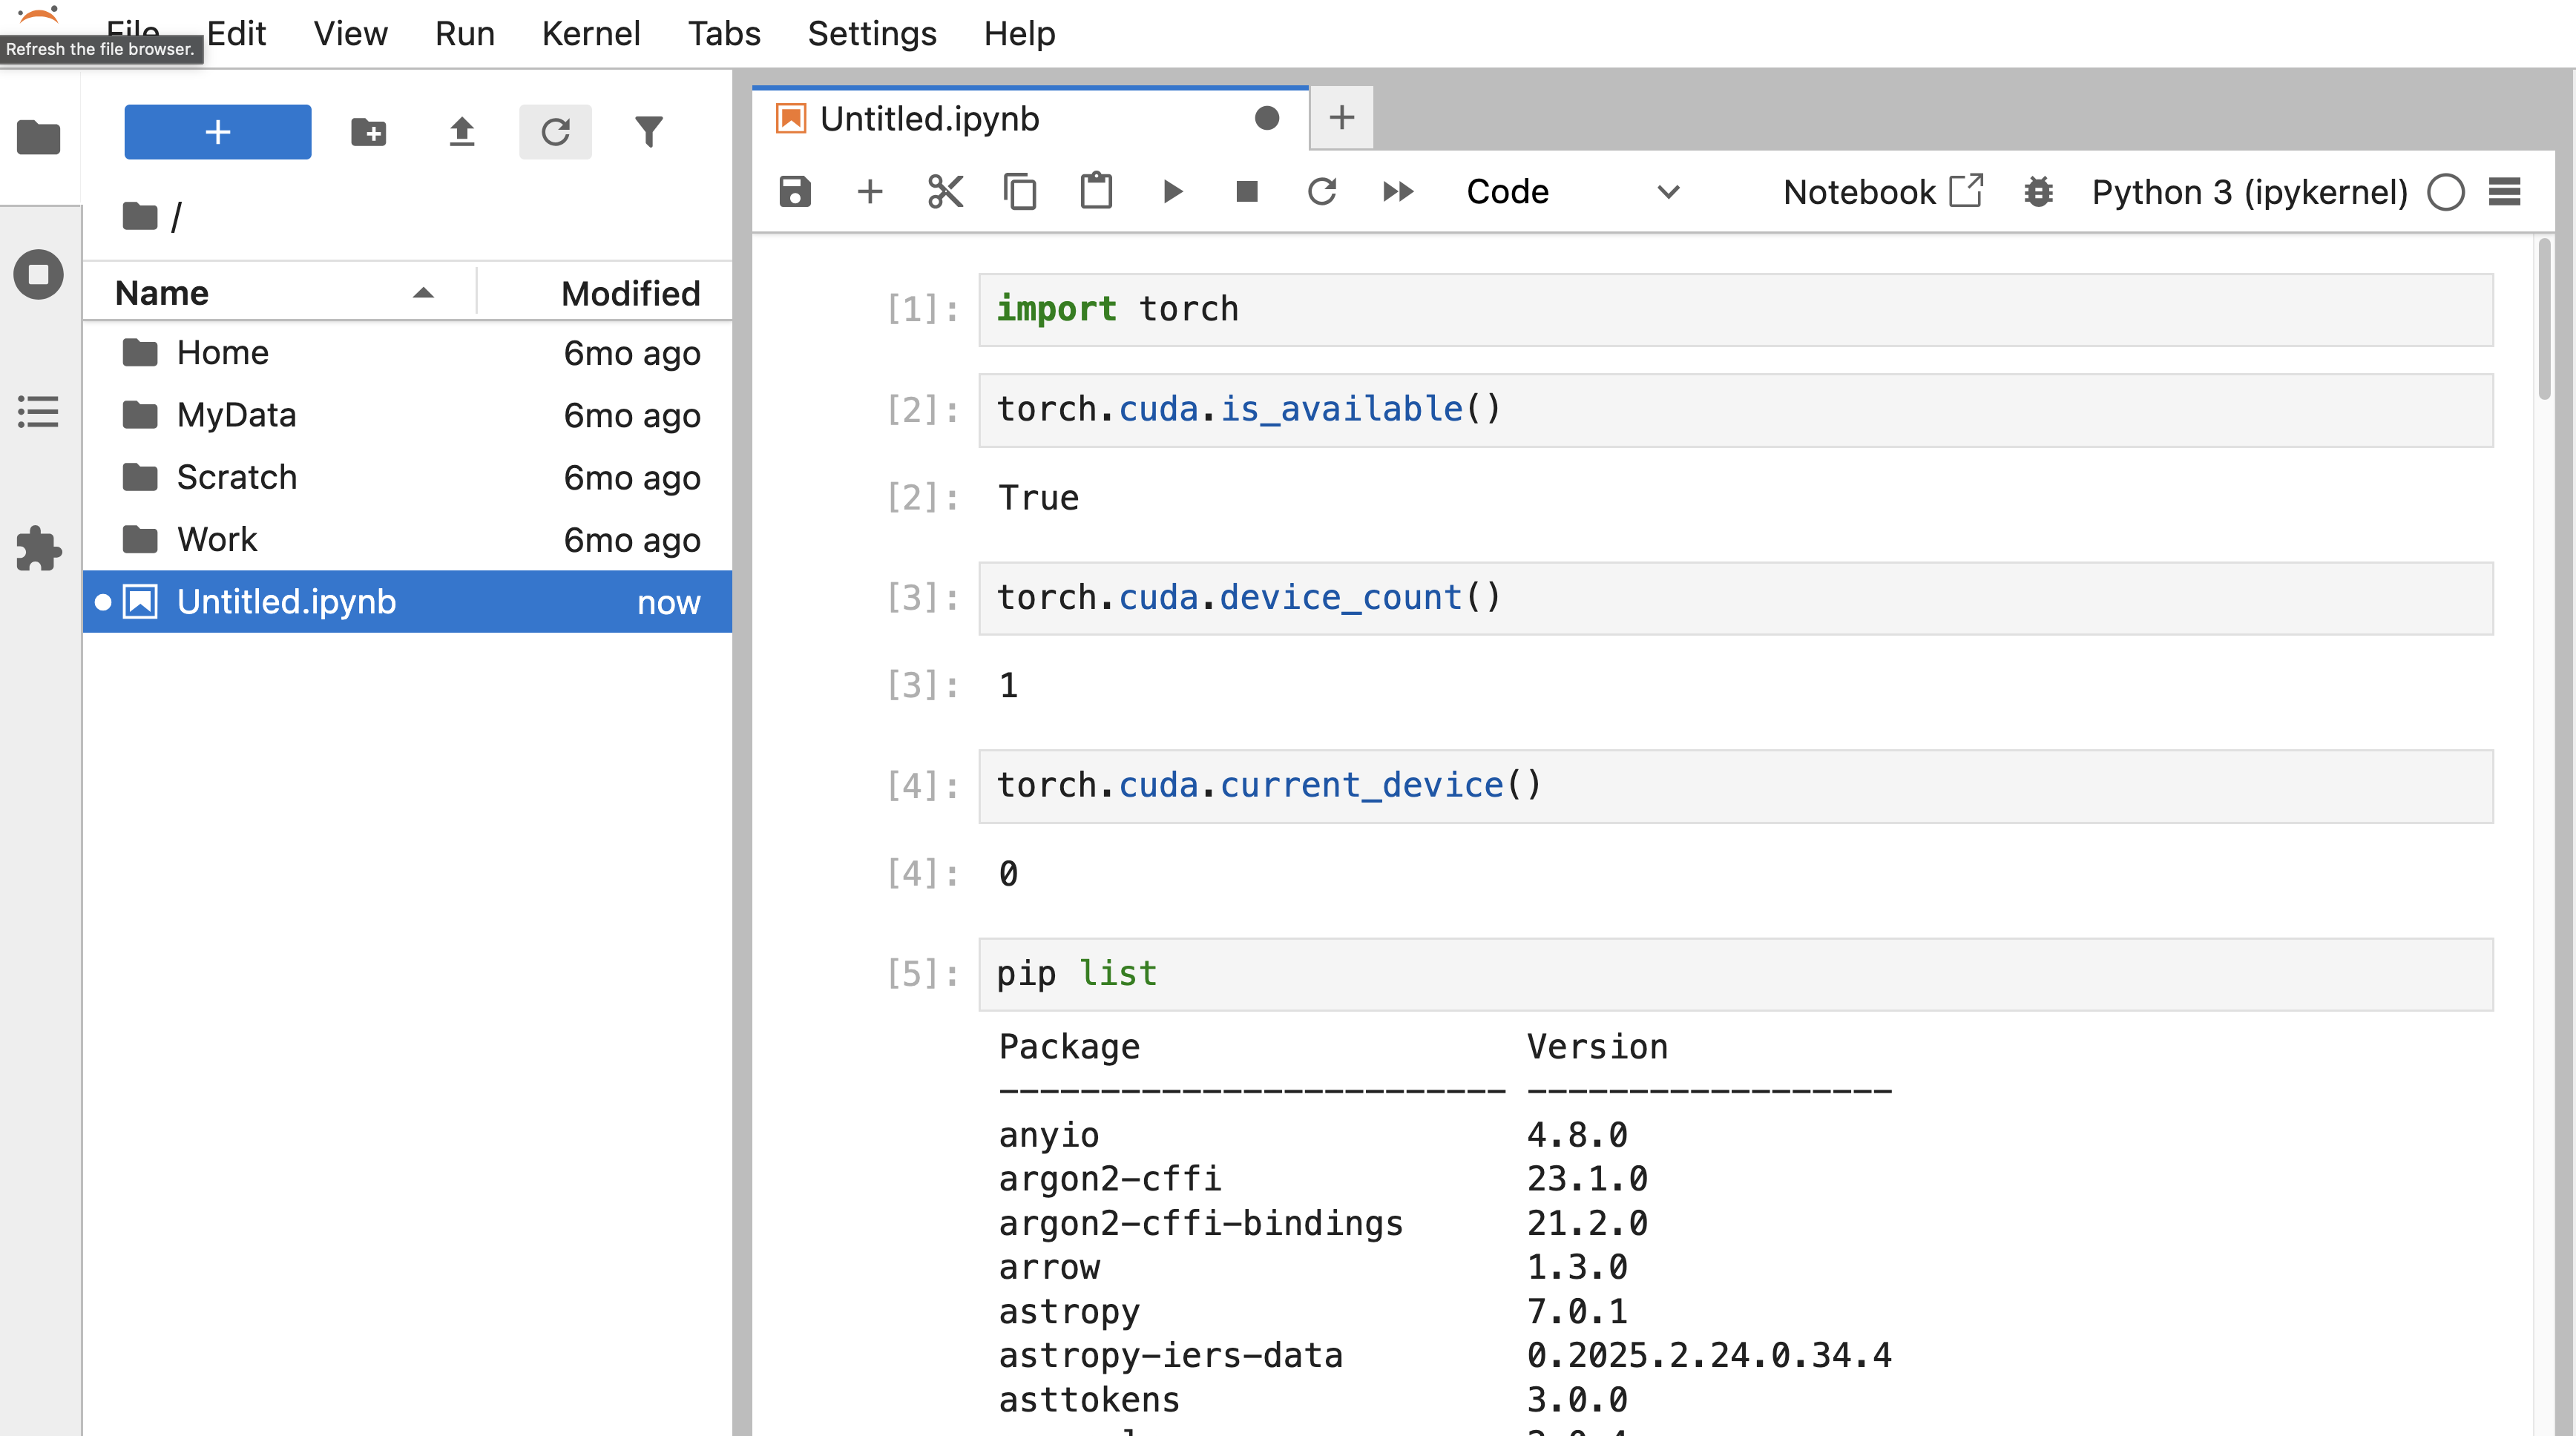 File Edit View Run Kernel Tabs Settings Help
Refresh the file browser.
/
Name Modified
Home 6mo ago
MyData 6mo ago
Scratch 6mo ago
Work 6mo ago
Untitled.ipynb now
Untitled.ipynb
Code Notebook Python 3 (ipykernel)
[1]: import torch
[2]: torch.cuda.is_available()
[2]: True
[3]: torch.cuda.device_count()
[3]: 1
[4]: torch.cuda.current_device()
[4]: 0
[5]: pip list
Package Version
------------------------- ------------------
anyio 4.8.0
argon2-cffi 23.1.0
argon2-cffi-bindings 21.2.0
arrow 1.3.0
astropy 7.0.1
astropy-iers-data 0.2025.2.24.0.34.4
asttokens 3.0.0